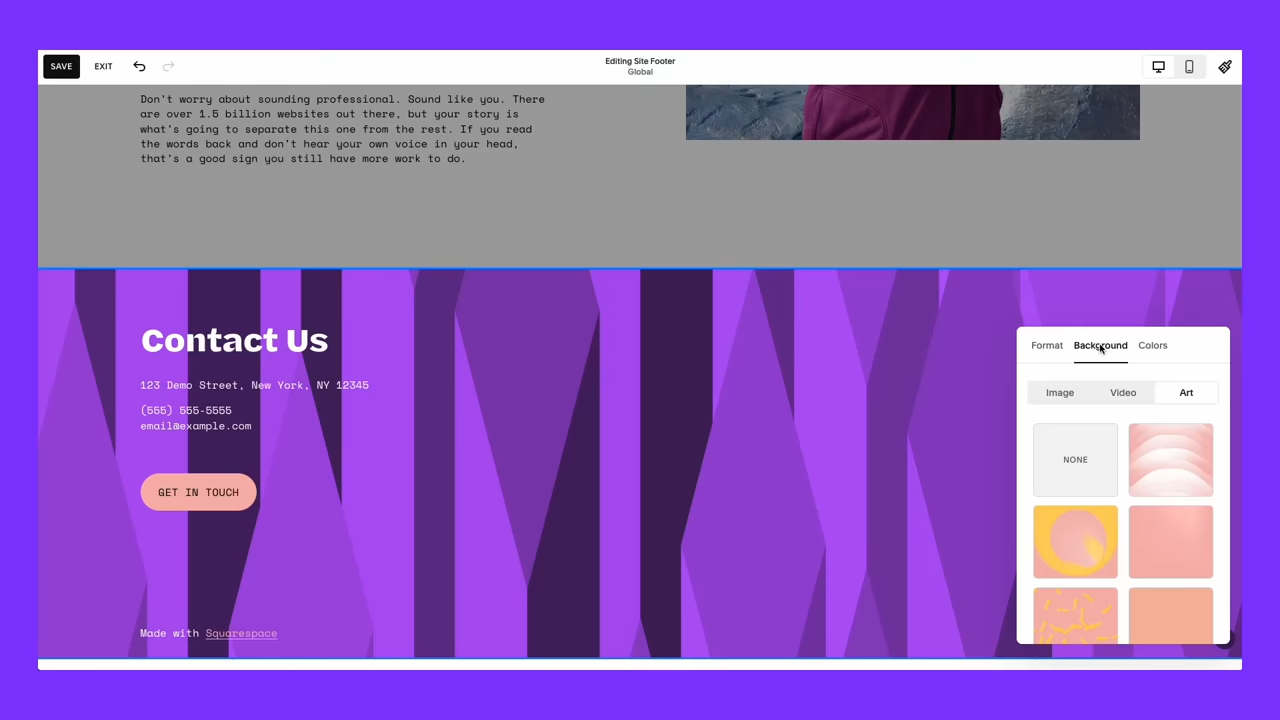 SAVE
EXIT
Editing Site Footer
Global
Don't worry about sounding professional. Sound like you. There
are over 1.5 billion websites out there, but your story is
what's going to separate this one from the rest. If you read
the words back and don't hear your own voice in your head,
that's a good sign you still have more work to do.
Contact Us
123 Demo Street, New York, NY 12345
(555) 555-5555
email@example.com
GET IN TOUCH
Made with Squarespace
Format
Background
Colors
Image
Video
Art
NONE